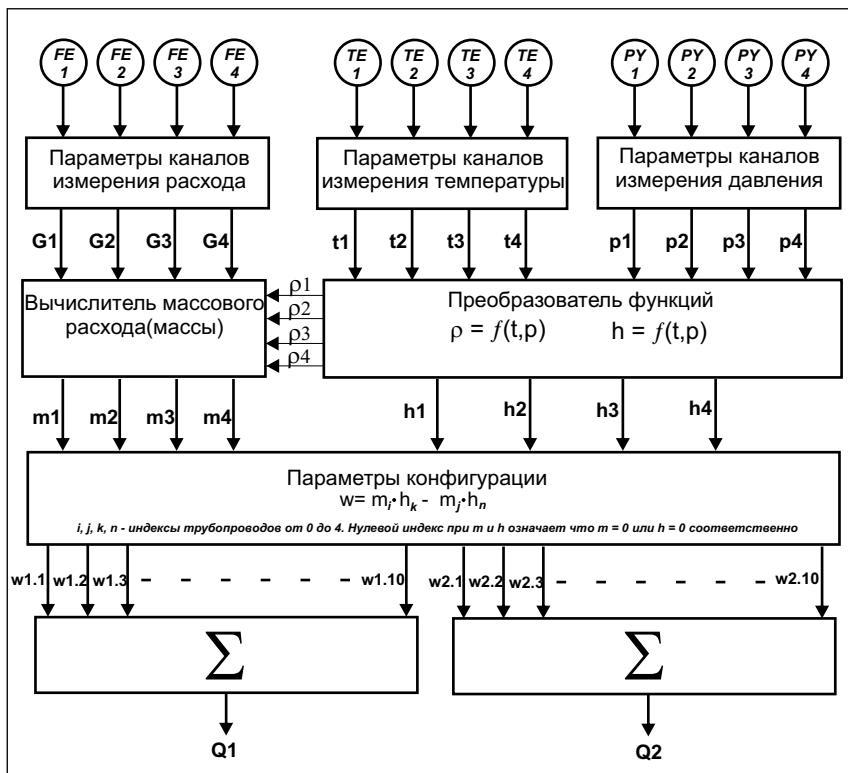 FE 1 FE 2 FE 3 FE 4 TE 1 TE 2 TE 3 TE 4 PY 1 PY 2 PY 3 PY 4
Параметры каналов
измерения расхода
Параметры каналов
измерения температуры
Параметры каналов
измерения давления
G1 G2 G3 G4 t1 t2 t3 t4 p1 p2 p3 p4
Вычислитель массового
расхода(массы)
ρ1
ρ2
ρ3
ρ4
Преобразователь функций
ρ = f(t,p) h = f(t,p)
m1 m2 m3 m4 h1 h2 h3 h4
Параметры конфигурации
w= mi·hk - mj·hn
i, j, k, n - индексы трубопроводов от 0 до 4. Нулевой индекс при m и h означает что m = 0 или h = 0 соответственно
w1.1 w1.2 w1.3 - - - - - - - w1.10 w2.1 w2.2 w2.3 - - - - - - - w2.10
Σ Σ
Q1 Q2